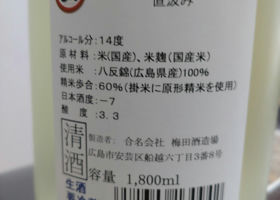 直汲み
アルコール分:14度
原材料:米(国産)、米麹(国産米)
使用米:八反錦(広島県産)100%
精米歩合:60%(掛米に原形精米を使用)
日本酒度:-7
酸度:3.3
清酒
製造者: 合名会社 梅田酒造場
広島市安芸区船越六丁目3番8号
生酒
容量 1,800ml